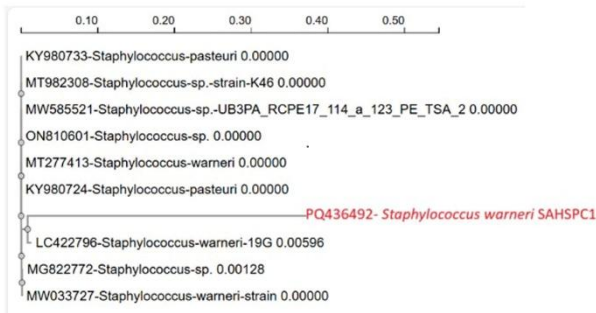 0.10 0.20 0.30 0.40 0.50
KY980733-Staphylococcus-pasteuri 0.00000
MT982308-Staphylococcus-sp.-strain-K46 0.00000
MW585521-Staphylococcus-sp.-UB3PA_RCPE17_114_a_123_PE_TSA_2 0.00000
ON810601-Staphylococcus-sp. 0.00000
MT277413-Staphylococcus-warneri 0.00000
KY980724-Staphylococcus-pasteuri 0.00000
PQ436492- Staphylococcus warneri SAHSPC1
LC422796-Staphylococcus-warneri-19G 0.00596
MG822772-Staphylococcus-sp. 0.00128
MW033727-Staphylococcus-warneri-strain 0.00000